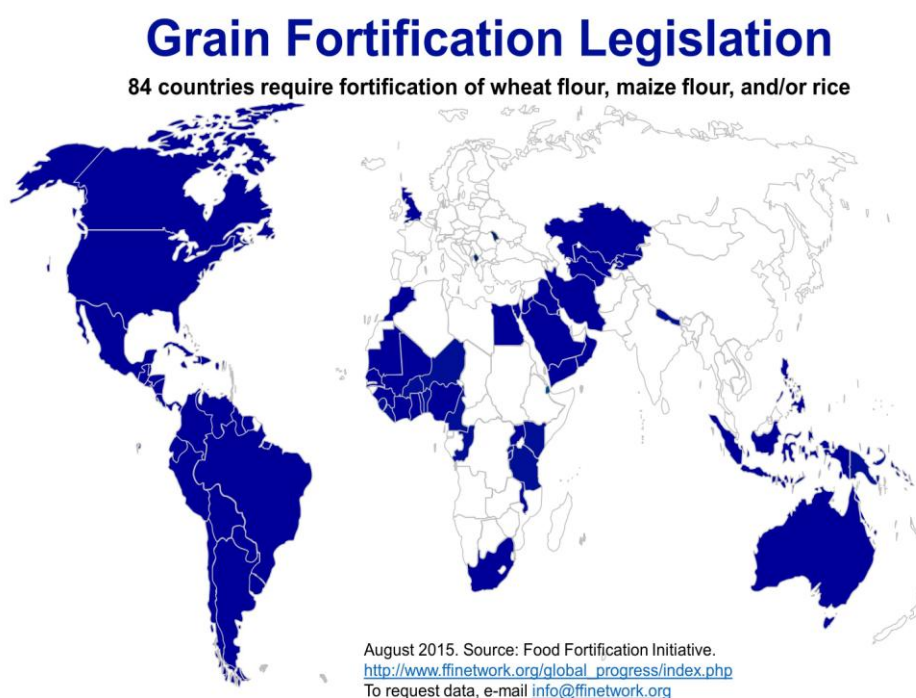 Grain Fortification Legislation
84 countries require fortification of wheat flour, maize flour, and/or rice
August 2015. Source: Food Fortification Initiative.
http://www.ffinetwork.org/global_progress/index.php
To request data, e-mail info@ffinetwork.org